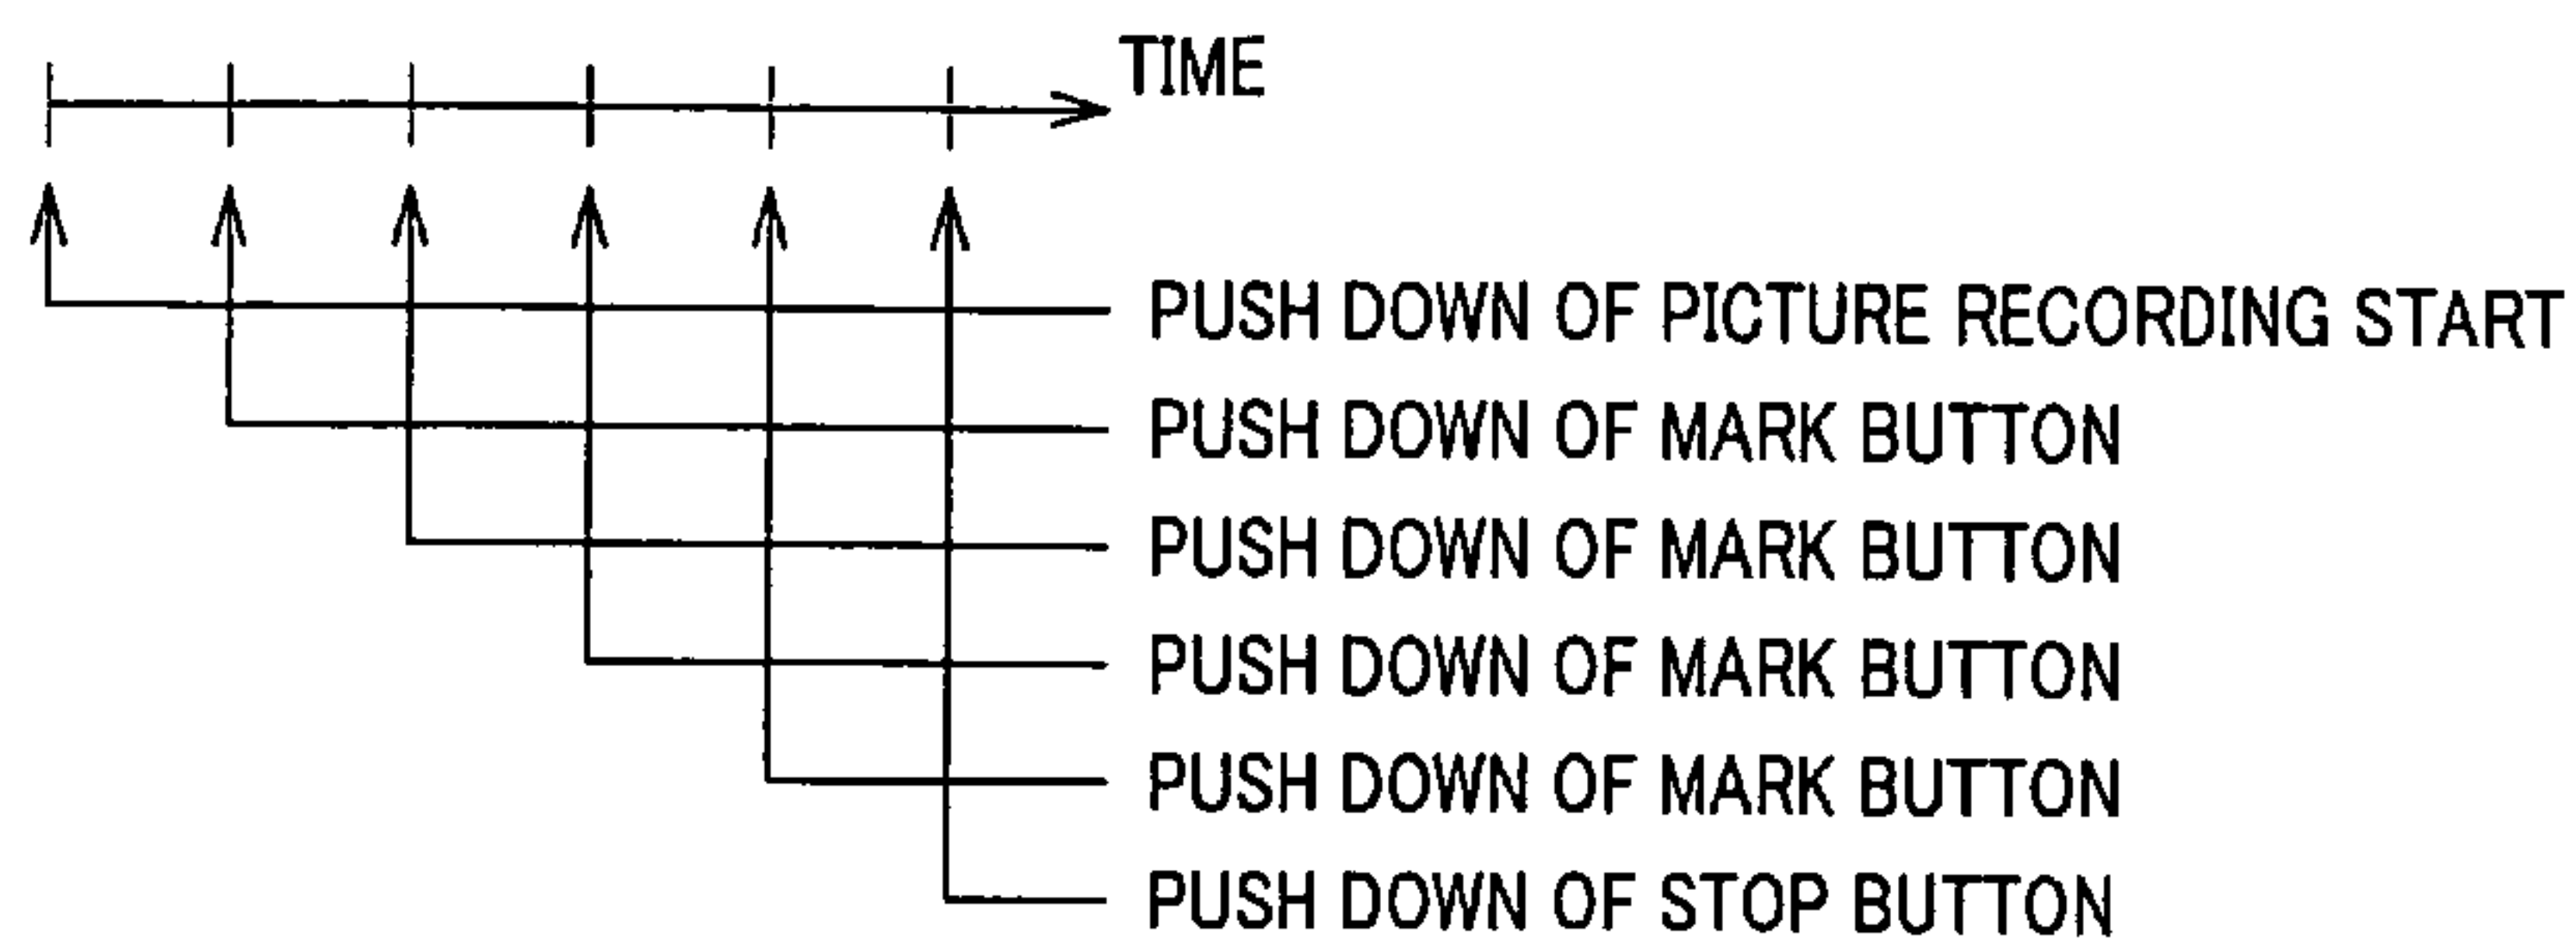 TIME
PUSH DOWN OF PICTURE RECORDING START
PUSH DOWN OF MARK BUTTON
PUSH DOWN OF MARK BUTTON
PUSH DOWN OF MARK BUTTON
PUSH DOWN OF MARK BUTTON
PUSH DOWN OF STOP BUTTON